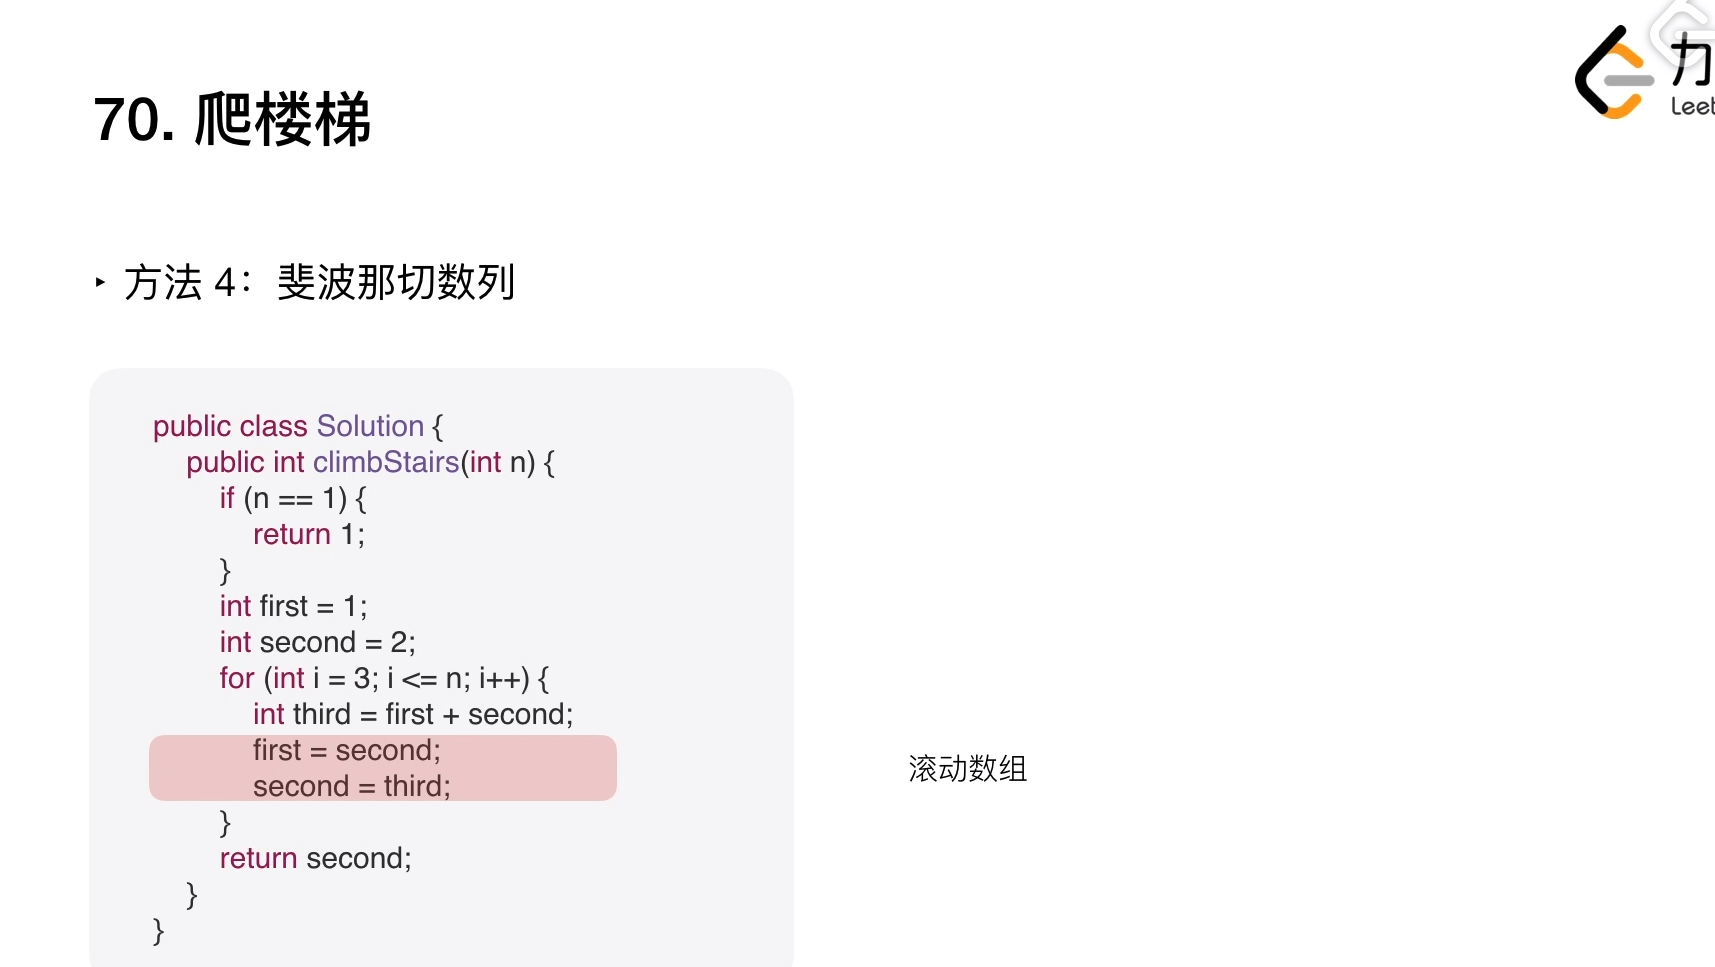 70. 爬楼梯
力
Leet
‣ 方法 4：斐波那切数列
public class Solution {
public int climbStairs(int n) {
if (n == 1) {
return 1;
}
int first = 1;
int second = 2;
for (int i = 3; i <= n; i++) {
int third = first + second;
first = second;
second = third;
}
return second;
}
}
滚动数组